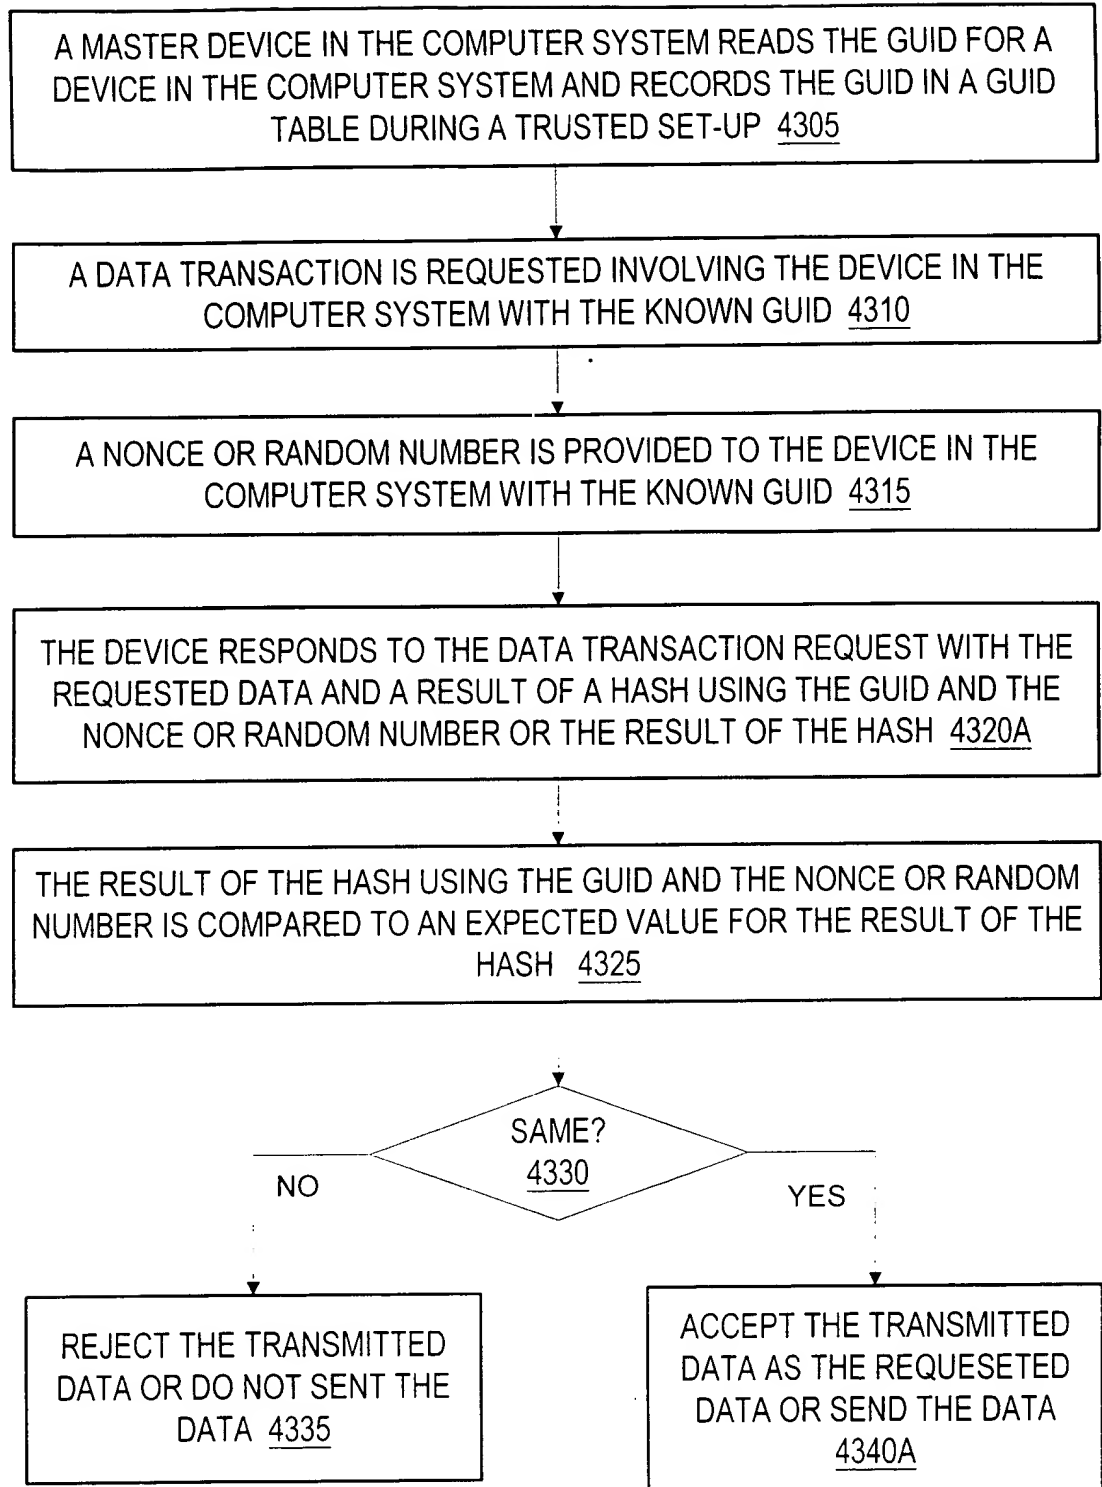 A MASTER DEVICE IN THE COMPUTER SYSTEM READS THE GUID FOR A
DEVICE IN THE COMPUTER SYSTEM AND RECORDS THE GUID IN A GUID
TABLE DURING A TRUSTED SET-UP 4305
A DATA TRANSACTION IS REQUESTED INVOLVING THE DEVICE IN THE
COMPUTER SYSTEM WITH THE KNOWN GUID 4310
A NONCE OR RANDOM NUMBER IS PROVIDED TO THE DEVICE IN THE
COMPUTER SYSTEM WITH THE KNOWN GUID 4315
THE DEVICE RESPONDS TO THE DATA TRANSACTION REQUEST WITH THE
REQUESTED DATA AND A RESULT OF A HASH USING THE GUID AND THE
NONCE OR RANDOM NUMBER OR THE RESULT OF THE HASH 4320A
THE RESULT OF THE HASH USING THE GUID AND THE NONCE OR RANDOM
NUMBER IS COMPARED TO AN EXPECTED VALUE FOR THE RESULT OF THE
HASH 4325
SAME?
4330
NO
YES
REJECT THE TRANSMITTED
DATA OR DO NOT SENT THE
DATA 4335
ACCEPT THE TRANSMITTED
DATA AS THE REQUESETED
DATA OR SEND THE DATA
4340A